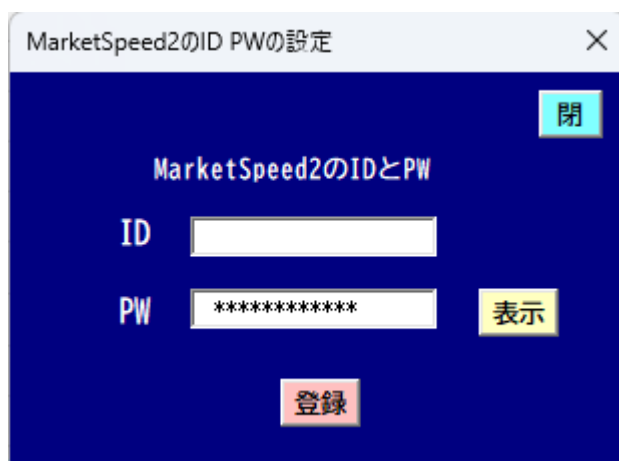 MarketSpeed2のID PWの設定
閉
MarketSpeed2のIDとPW
ID
PW ************ 表示
登録